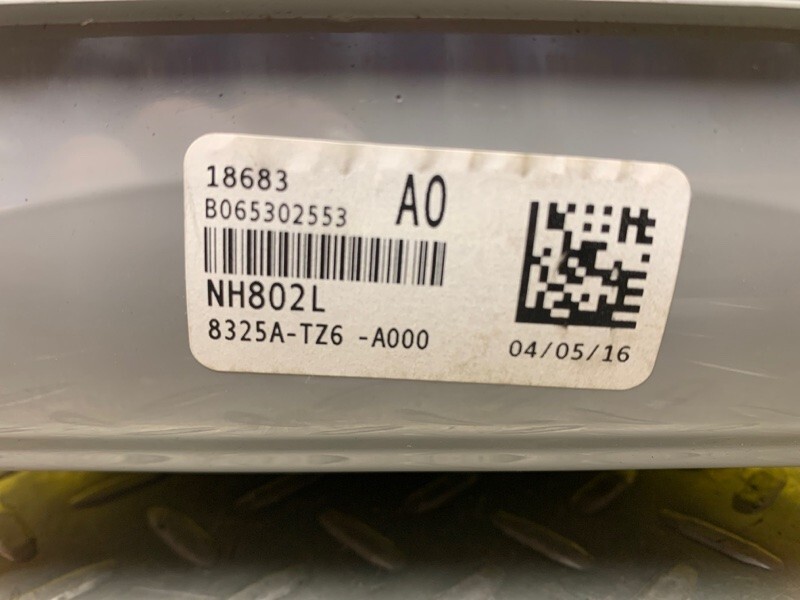 18683
A0
B065302553
NH802L
8325A-TZ6 -A000
04/05/16